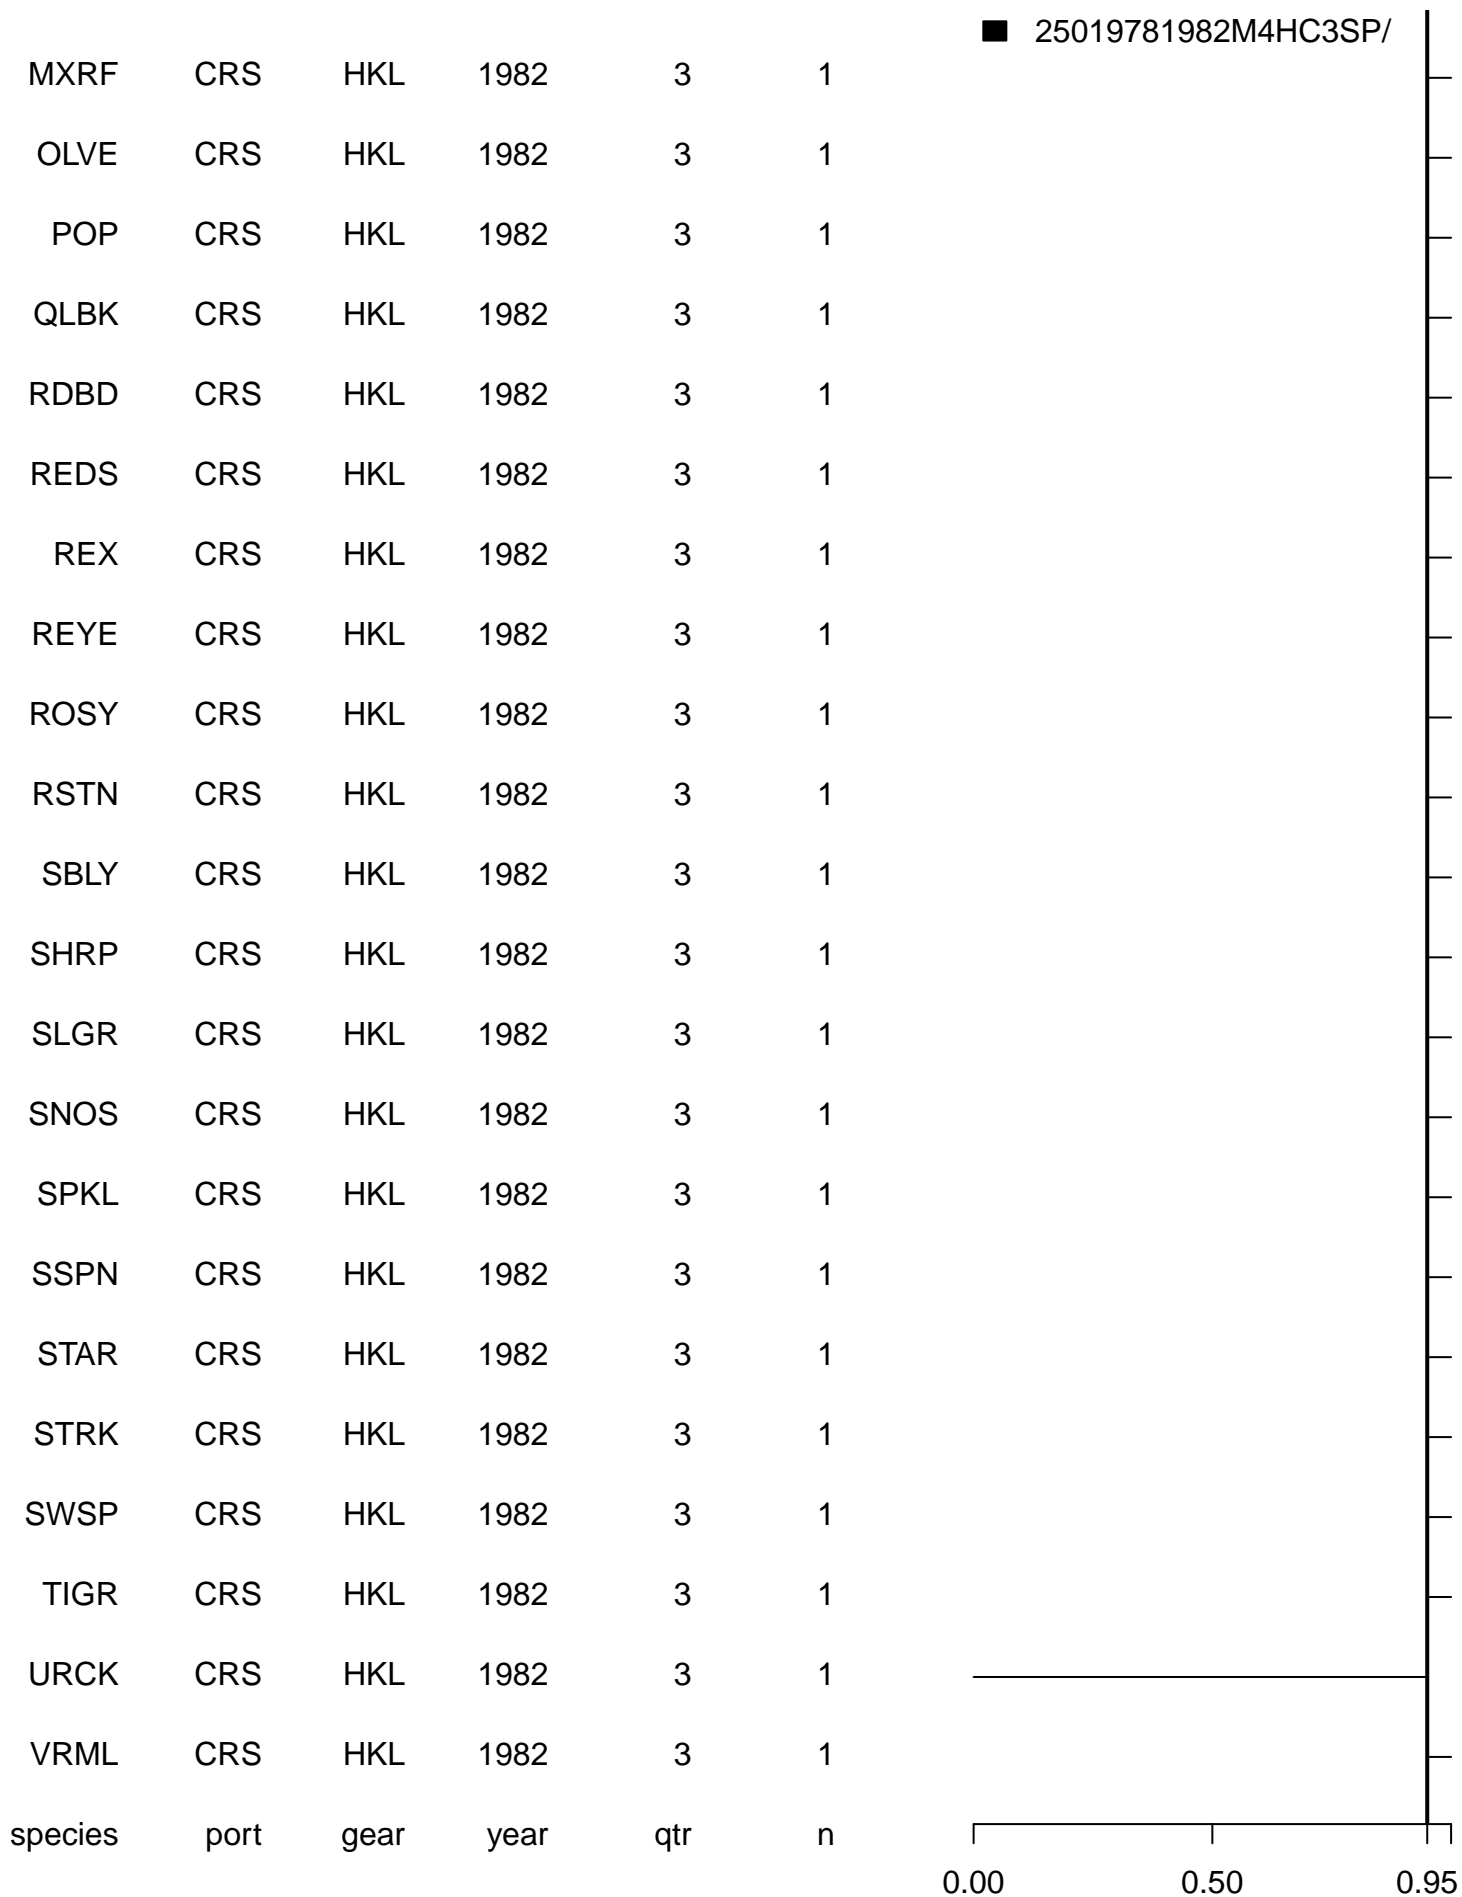 25019781982M4HC3SP/
MXRF CRS HKL 1982 3 1
OLVE CRS HKL 1982 3 1
POP CRS HKL 1982 3 1
QLBK CRS HKL 1982 3 1
RDBD CRS HKL 1982 3 1
REDS CRS HKL 1982 3 1
REX CRS HKL 1982 3 1
REYE CRS HKL 1982 3 1
ROSY CRS HKL 1982 3 1
RSTN CRS HKL 1982 3 1
SBLY CRS HKL 1982 3 1
SHRP CRS HKL 1982 3 1
SLGR CRS HKL 1982 3 1
SNOS CRS HKL 1982 3 1
SPKL CRS HKL 1982 3 1
SSPN CRS HKL 1982 3 1
STAR CRS HKL 1982 3 1
STRK CRS HKL 1982 3 1
SWSP CRS HKL 1982 3 1
TIGR CRS HKL 1982 3 1
URCK CRS HKL 1982 3 1
VRML CRS HKL 1982 3 1
species port gear year qtr n
0.00 0.50 0.95